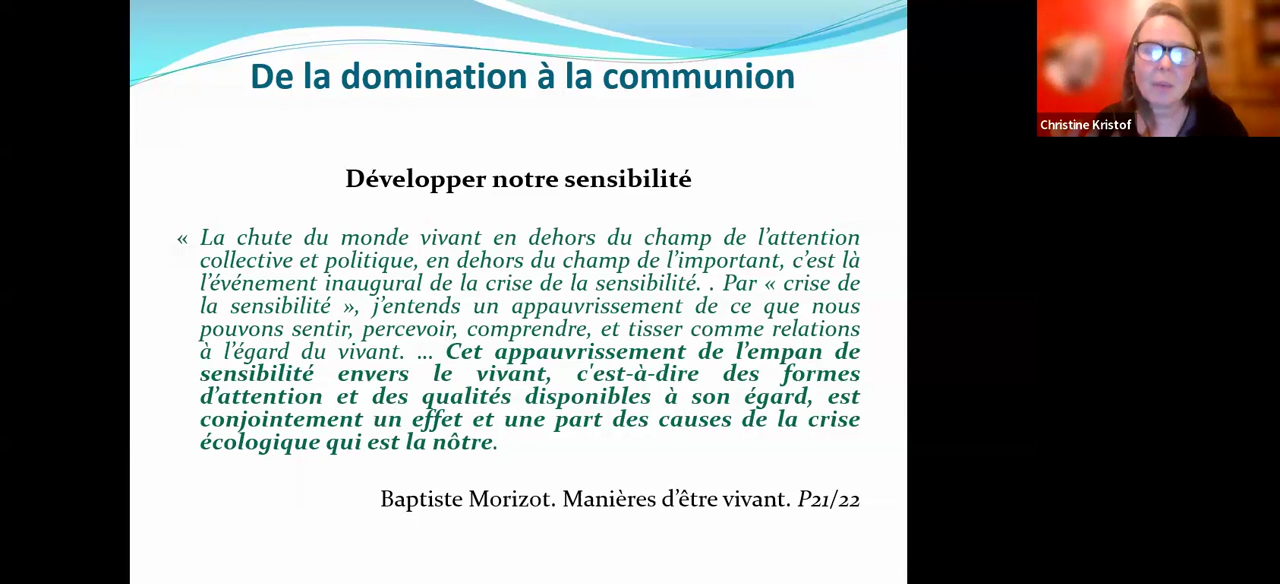 De la domination à la communion
Christine Kristof
Développer notre sensibilité
« La chute du monde vivant en dehors du champ de l’attention
collective et politique, en dehors du champ de l’important, c’est là
l’événement inaugural de la crise de la sensibilité. . Par « crise de
la sensibilité », j’entends un appauvrissement de ce que nous
pouvons sentir, percevoir, comprendre, et tisser comme relations
à l’égard du vivant. ... Cet appauvrissement de l’empan de
sensibilité envers le vivant, c'est-à-dire des formes
d’attention et des qualités disponibles à son égard, est
conjointement un effet et une part des causes de la crise
écologique qui est la nôtre.
Baptiste Morizot. Manières d’être vivant. P21/22